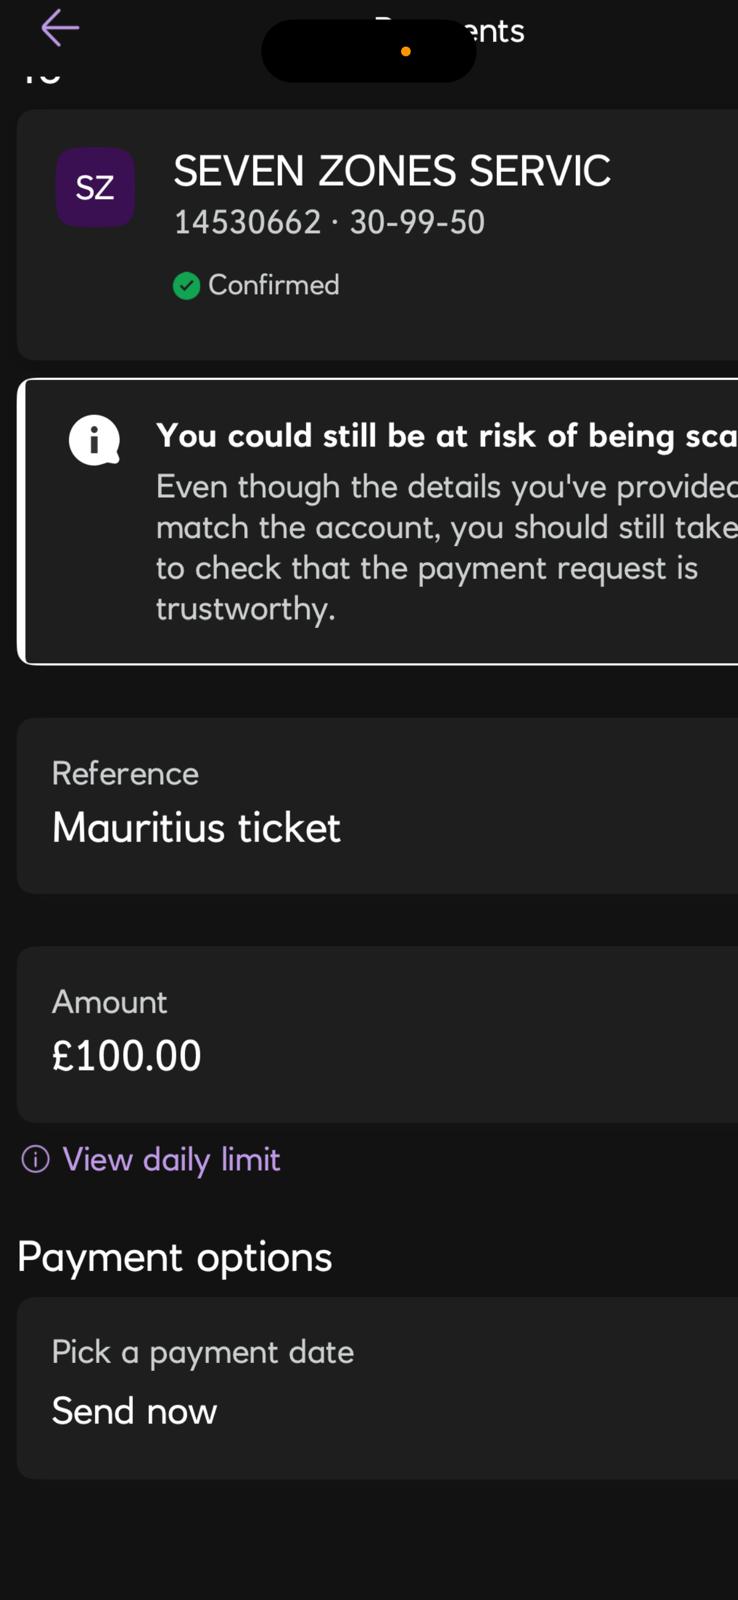 ents
SZ
SEVEN ZONES SERVIC
14530662 · 30-99-50
Confirmed
You could still be at risk of being sca
Even though the details you've provided
match the account, you should still take
to check that the payment request is
trustworthy.
Reference
Mauritius ticket
Amount
£100.00
View daily limit
Payment options
Pick a payment date
Send now